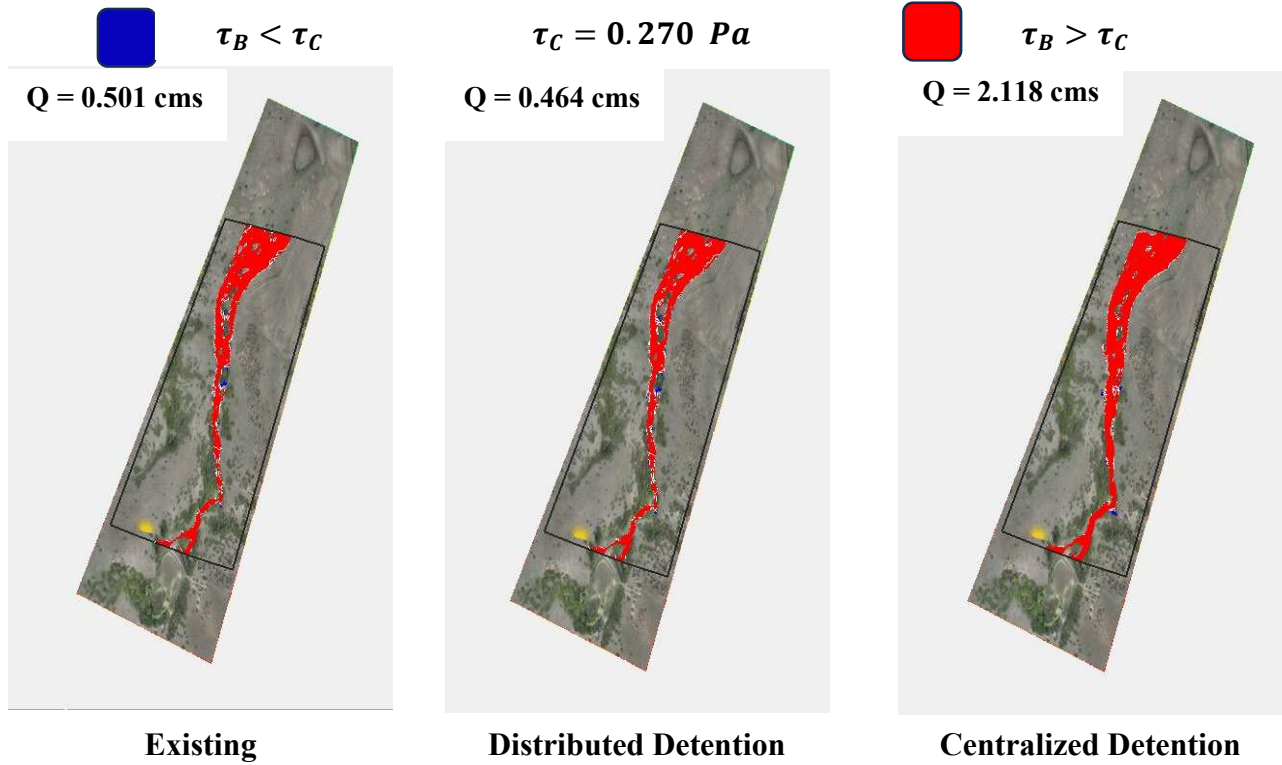 τ_B < τ_C
τ_C = 0.270 Pa
τ_B > τ_C
Q = 0.501 cms
Q = 0.464 cms
Q = 2.118 cms
Existing
Distributed Detention
Centralized Detention